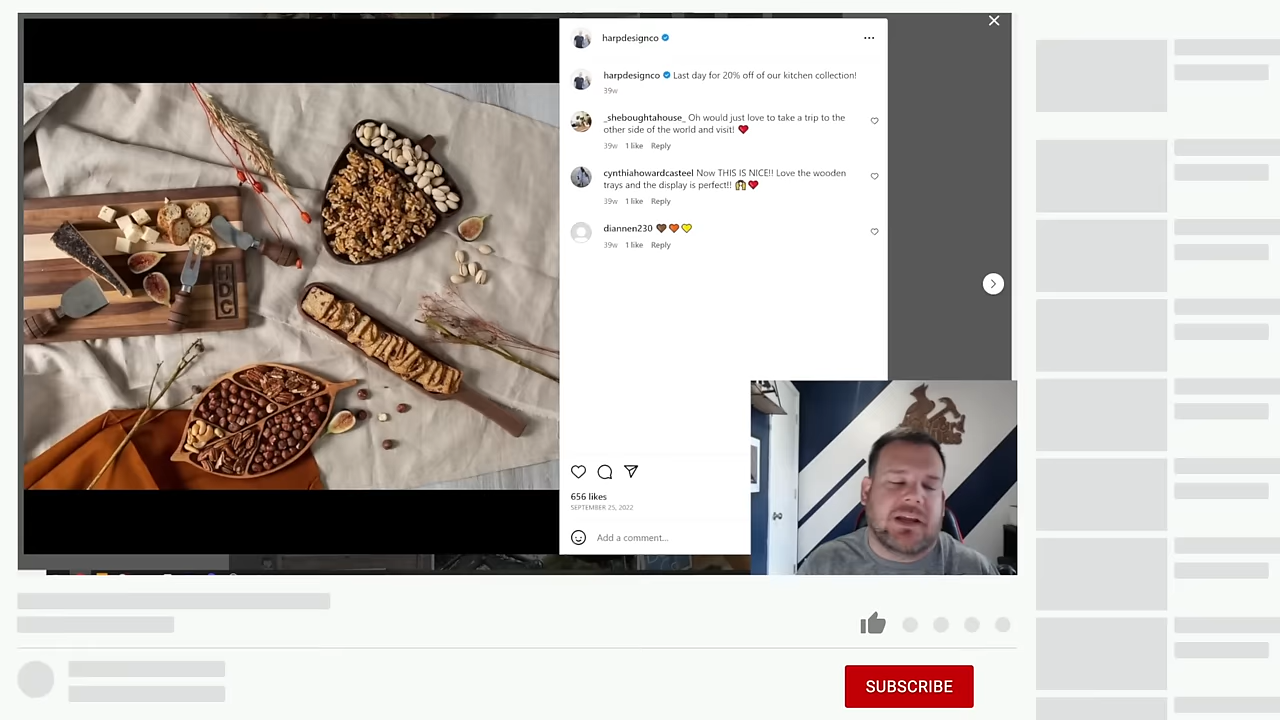 harpdesignco
harpdesignco Last day for 20% off of our kitchen collection!
39w
_sheboughtahouse_ Oh would just love to take a trip to the
other side of the world and visit! ❤️
39w 1 like Reply
cynthiahowardcasteel Now THIS IS NICE!! Love the wooden
trays and the display is perfect!! 🙌❤️
39w 1 like Reply
diannen230 🤎🧡💛
39w 1 like Reply
HDC
656 likes
SEPTEMBER 25, 2022
Add a comment...
SUBSCRIBE